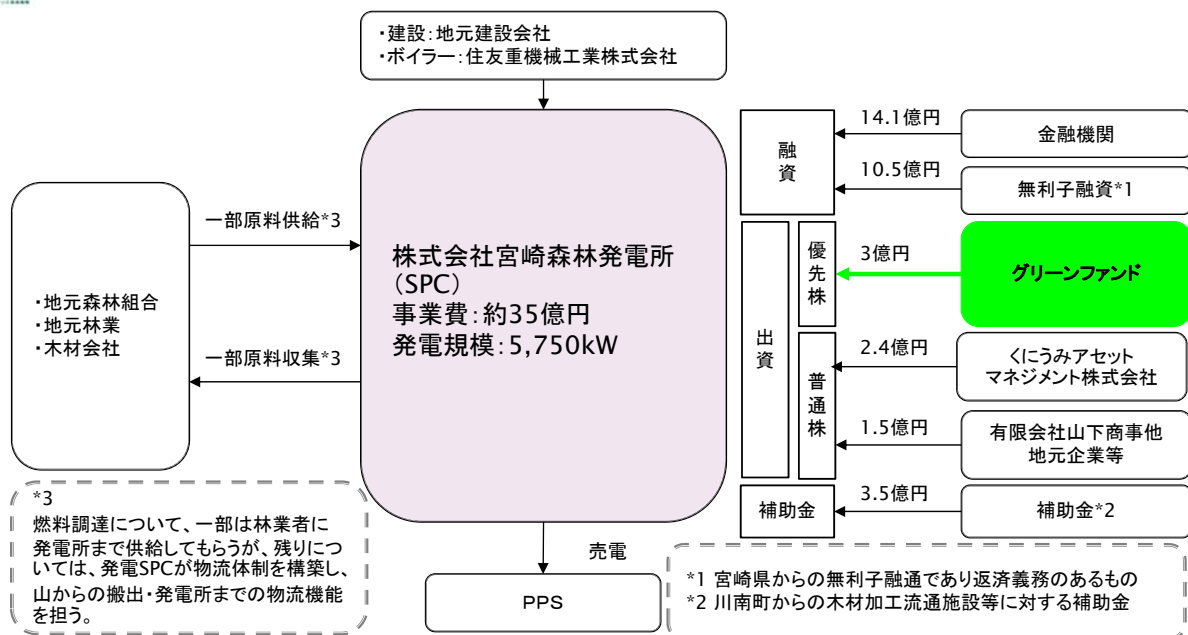 ・建設：地元建設会社
・ボイラー：住友重機械工業株式会社
・地元森林組合
・地元林業
・木材会社
一部原料供給*3
一部原料収集*3
株式会社宮崎森林発電所
（SPC）
事業費：約35億円
発電規模：5,750kW
融資
14.1億円
金融機関
10.5億円
無利子融資*1
出資
優先株
3億円
グリーンファンド
普通株
2.4億円
くにうみアセット
マネジメント株式会社
1.5億円
有限会社山下商事他
地元企業等
補助金
3.5億円
補助金*2
売電
PPS
*3
燃料調達について、一部は林業者に
発電所まで供給してもらうが、残りにつ
いては、発電SPCが物流体制を構築し、
山からの搬出・発電所までの物流機能
を担う。
*1 宮崎県からの無利子融通であり返済義務のあるもの
*2 川南町からの木材加工流通施設等に対する補助金